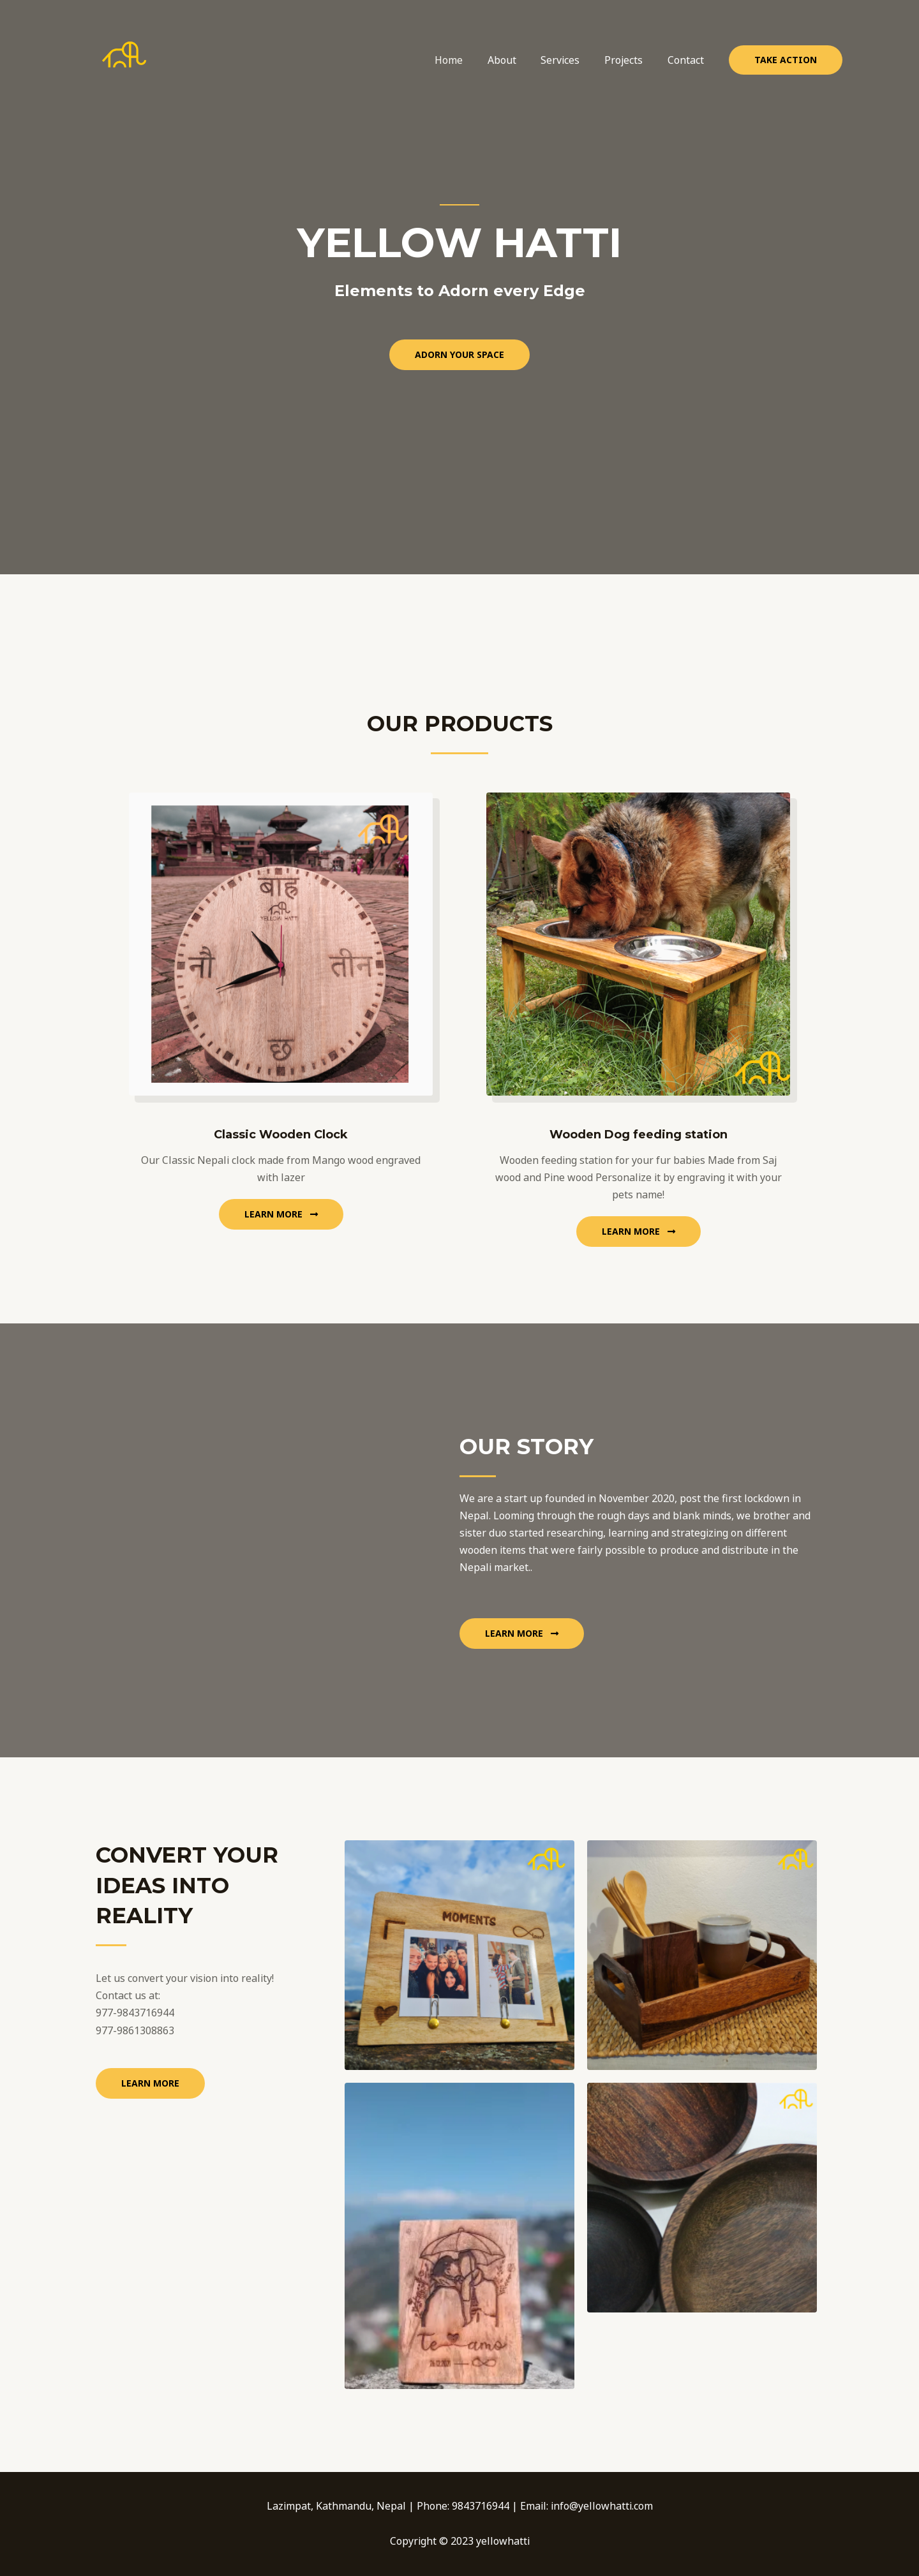 Home
About
Services
Projects
Contact
TAKE ACTION
YELLOW HATTI
Elements to Adorn every Edge
ADORN YOUR SPACE
OUR PRODUCTS
बाह्र
YELLOW HATTI
नौ
तीन
छ
Classic Wooden Clock
Our Classic Nepali clock made from Mango wood engraved
with lazer
LEARN MORE
Wooden Dog feeding station
Wooden feeding station for your fur babies Made from Saj
wood and Pine wood Personalize it by engraving it with your
pets name!
LEARN MORE
OUR STORY
We are a start up founded in November 2020, post the first lockdown in
Nepal. Looming through the rough days and blank minds, we brother and
sister duo started researching, learning and strategizing on different
wooden items that were fairly possible to produce and distribute in the
Nepali market..
LEARN MORE
CONVERT YOUR
IDEAS INTO
REALITY
Let us convert your vision into reality!
Contact us at:
977-9843716944
977-9861308863
LEARN MORE
MOMENTS
te amo
Lazimpat, Kathmandu, Nepal | Phone: 9843716944 | Email: info@yellowhatti.com
Copyright © 2023 yellowhatti